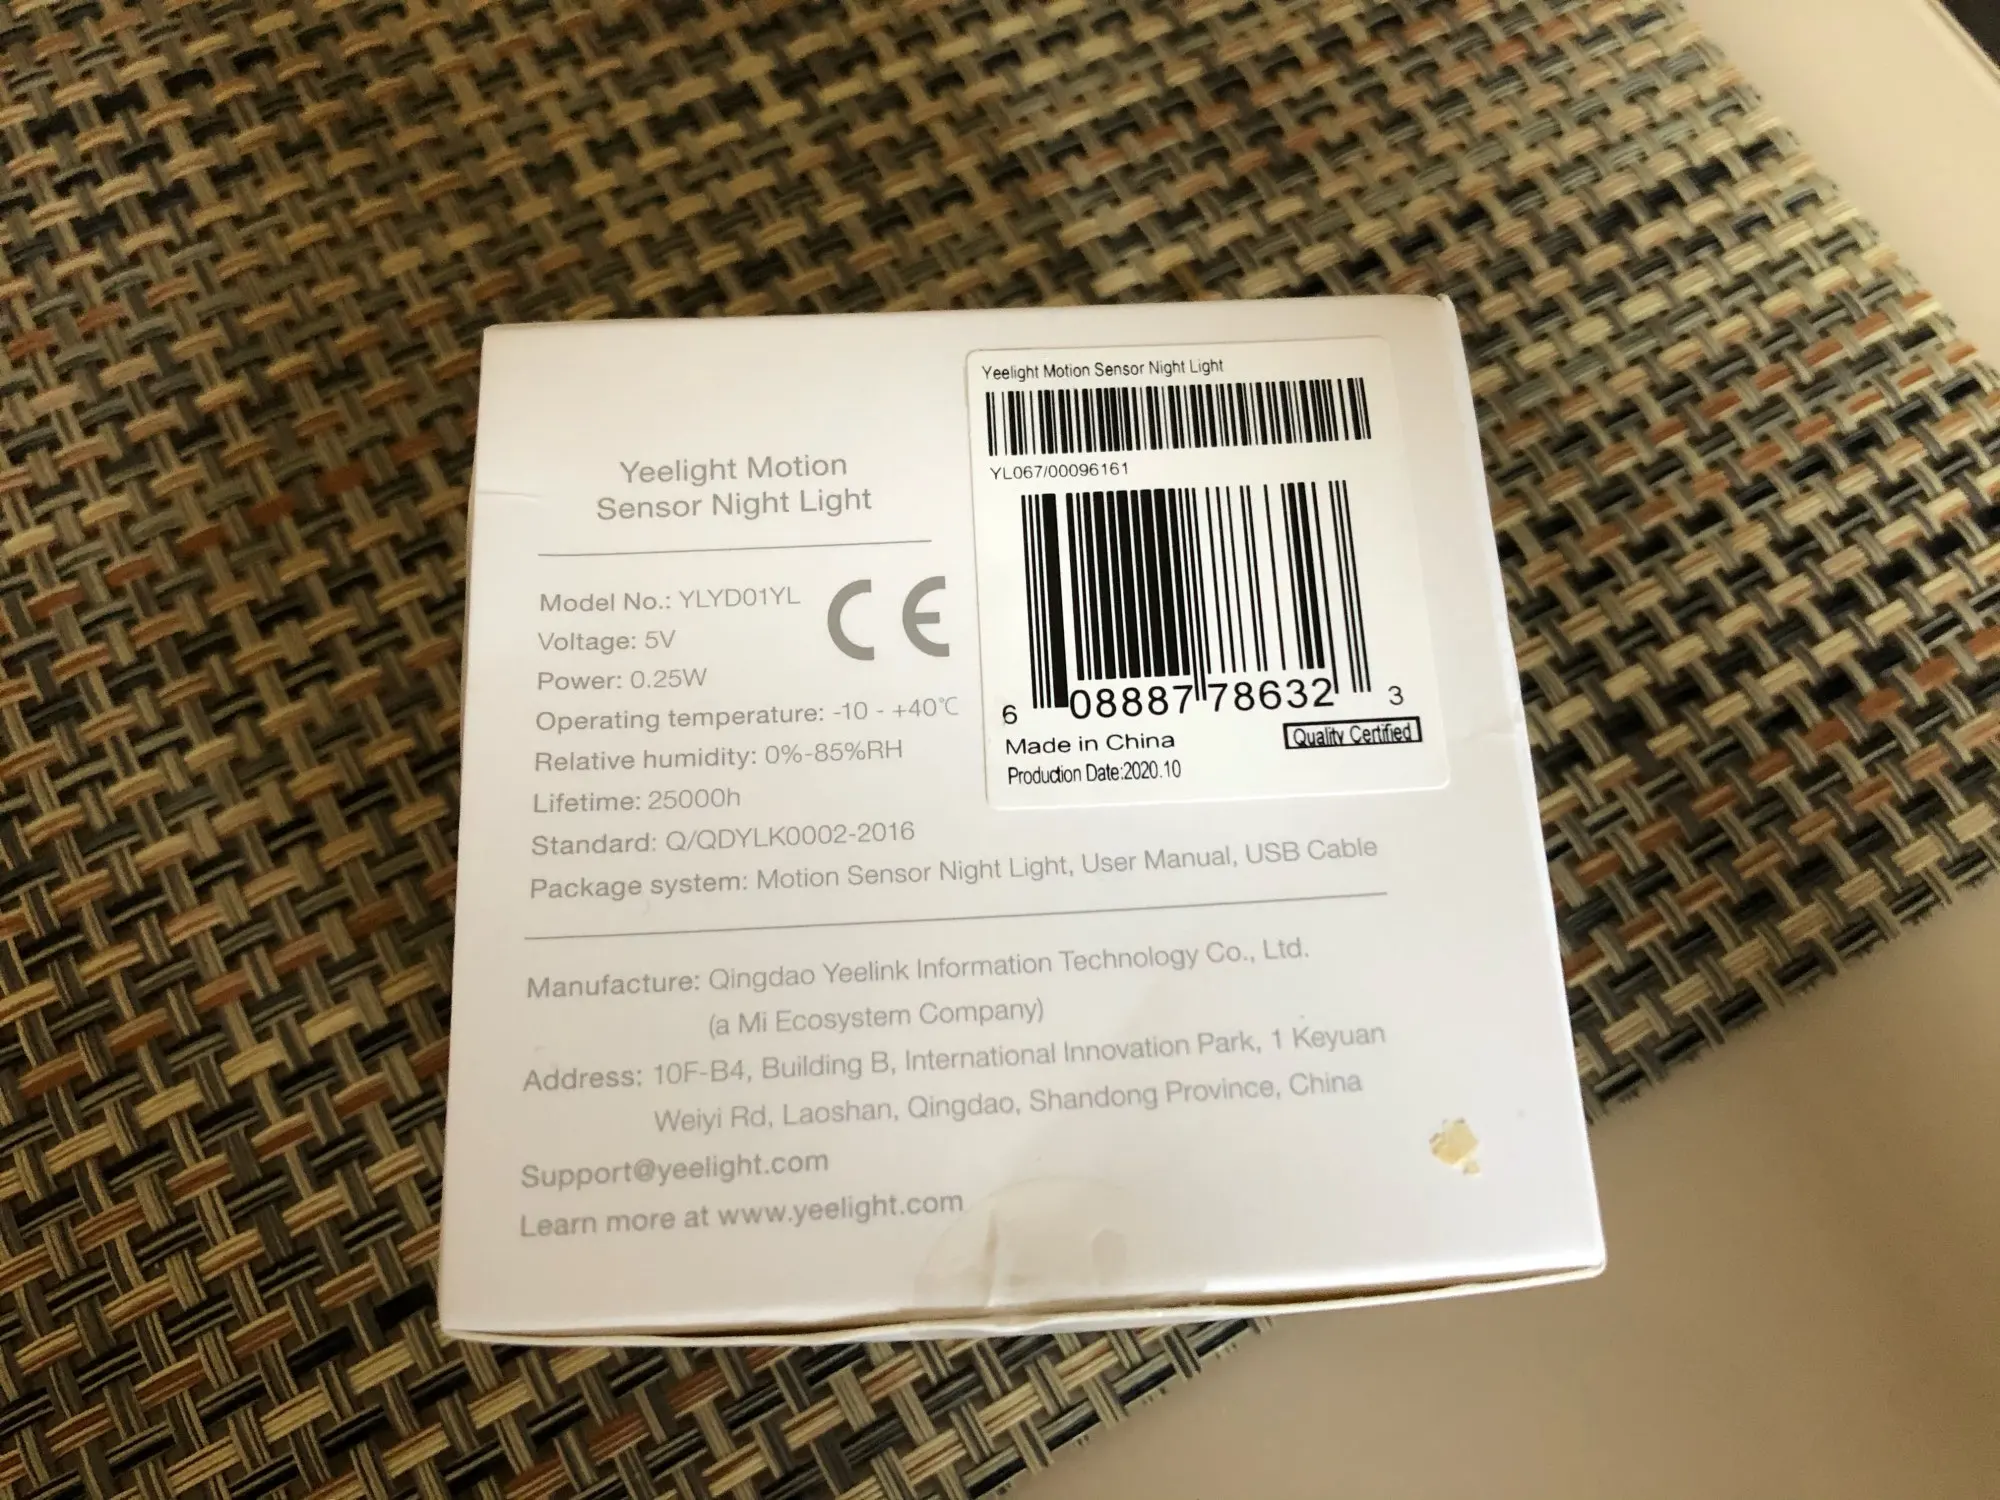 Yeelight Motion
Sensor Night Light
Model No.: YLYD01YL
CE
Voltage: 5V
Power: 0.25W
Operating temperature: -10 - +40℃
Relative humidity: 0%-85%RH
Lifetime: 25000h
Standard: Q/QDYLK0002-2016
Package system: Motion Sensor Night Light, User Manual, USB Cable
Yeelight Motion Sensor Night Light
YL067/00096161
6 08887 78632 3
Made in China
Quality Certified
Production Date:2020.10
Manufacture: Qingdao Yeelink Information Technology Co., Ltd.
(a Mi Ecosystem Company)
Address: 10F-B4, Building B, International Innovation Park, 1 Keyuan
Weiyi Rd, Laoshan, Qingdao, Shandong Province, China
Support@yeelight.com
Learn more at www.yeelight.com